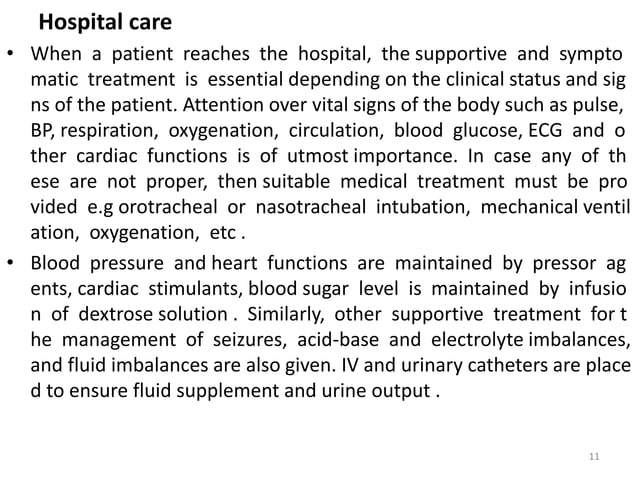 Hospital care
• When a patient reaches the hospital, the supportive and sympto
matic treatment is essential depending on the clinical status and sig
ns of the patient. Attention over vital signs of the body such as pulse,
BP, respiration, oxygenation, circulation, blood glucose, ECG and o
ther cardiac functions is of utmost importance. In case any of th
ese are not proper, then suitable medical treatment must be pro
vided e.g orotracheal or nasotracheal intubation, mechanical ventil
ation, oxygenation, etc .
• Blood pressure and heart functions are maintained by pressor ag
ents, cardiac stimulants, blood sugar level is maintained by infusio
n of dextrose solution . Similarly, other supportive treatment for t
he management of seizures, acid-base and electrolyte imbalances,
and fluid imbalances are also given. IV and urinary catheters are place
d to ensure fluid supplement and urine output .
11